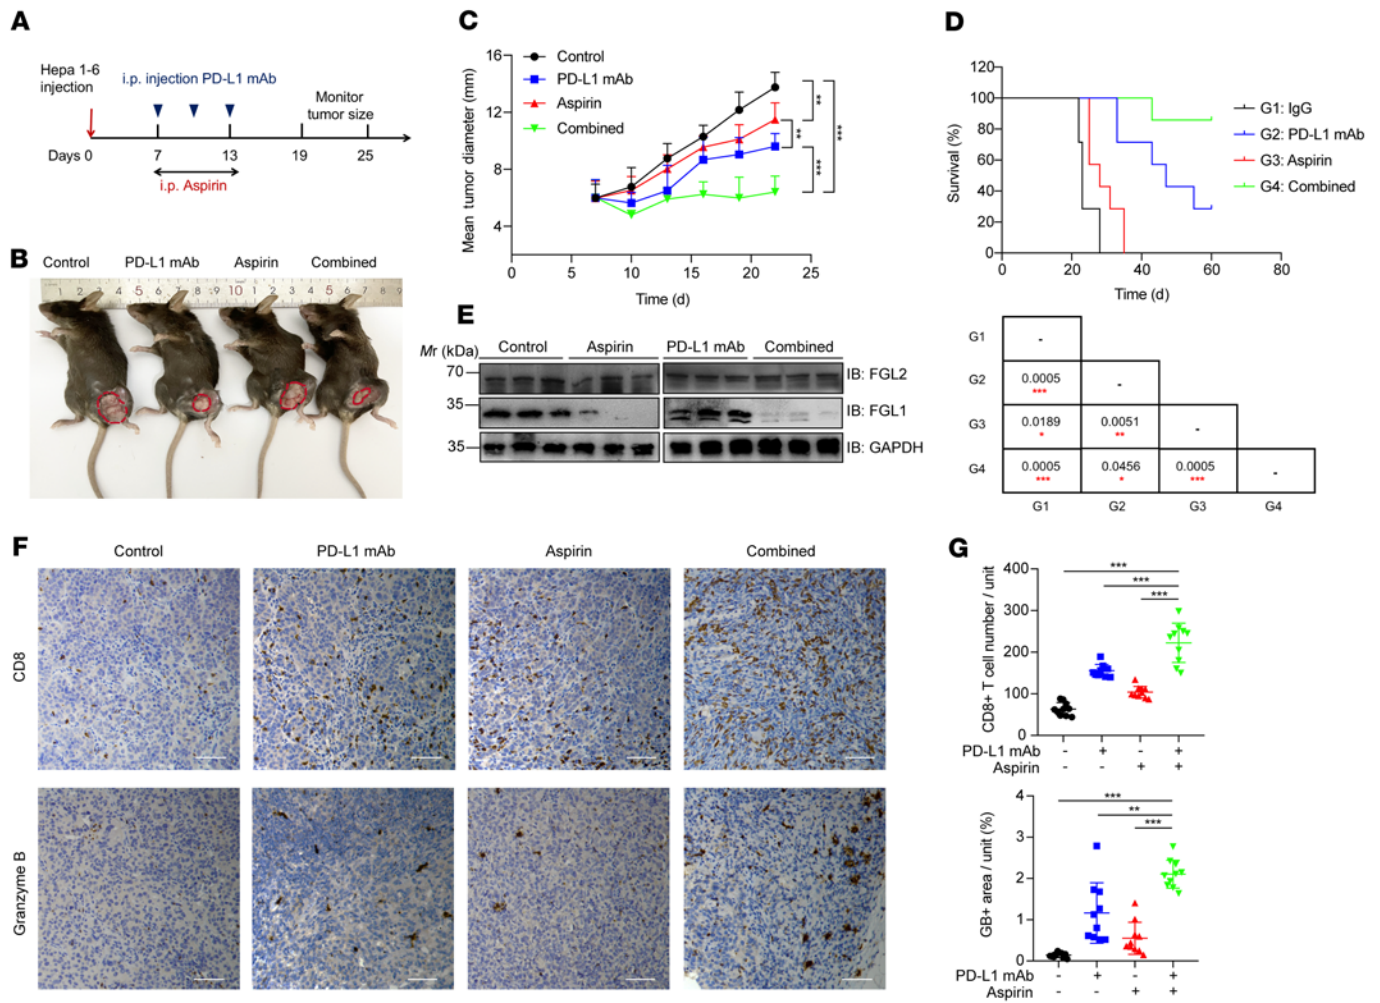 A
Hepa 1-6
injection
i.p. injection PD-L1 mAb
Monitor
tumor size
Days 0 7 13 19 25
i.p. Aspirin
B
Control PD-L1 mAb Aspirin Combined
C
Control
PD-L1 mAb
Aspirin
Combined
Mean tumor diameter (mm)
16
12
8
4
0 5 10 15 20 25
Time (d)
**
**
***
***
D
Survival (%)
120
100
80
60
40
20
0
0 20 40 60 80
Time (d)
G1: IgG
G2: PD-L1 mAb
G3: Aspirin
G4: Combined
G1 -
G2 0.0005 -
***
G3 0.0189 0.0051 -
* **
G4 0.0005 0.0456 0.0005 -
*** * ***
G1 G2 G3 G4
E
Mr (kDa) Control Aspirin PD-L1 mAb Combined
70 IB: FGL2
35 IB: FGL1
35 IB: GAPDH
F
Control PD-L1 mAb Aspirin Combined
CD8
Granzyme B
G
CD8+ T cell number / unit
400
300
200
100
0
***
***
***
PD-L1 mAb - + - +
Aspirin - - + +
GB+ area / unit (%)
4
3
2
1
0
***
**
***
PD-L1 mAb - + - +
Aspirin - - + +